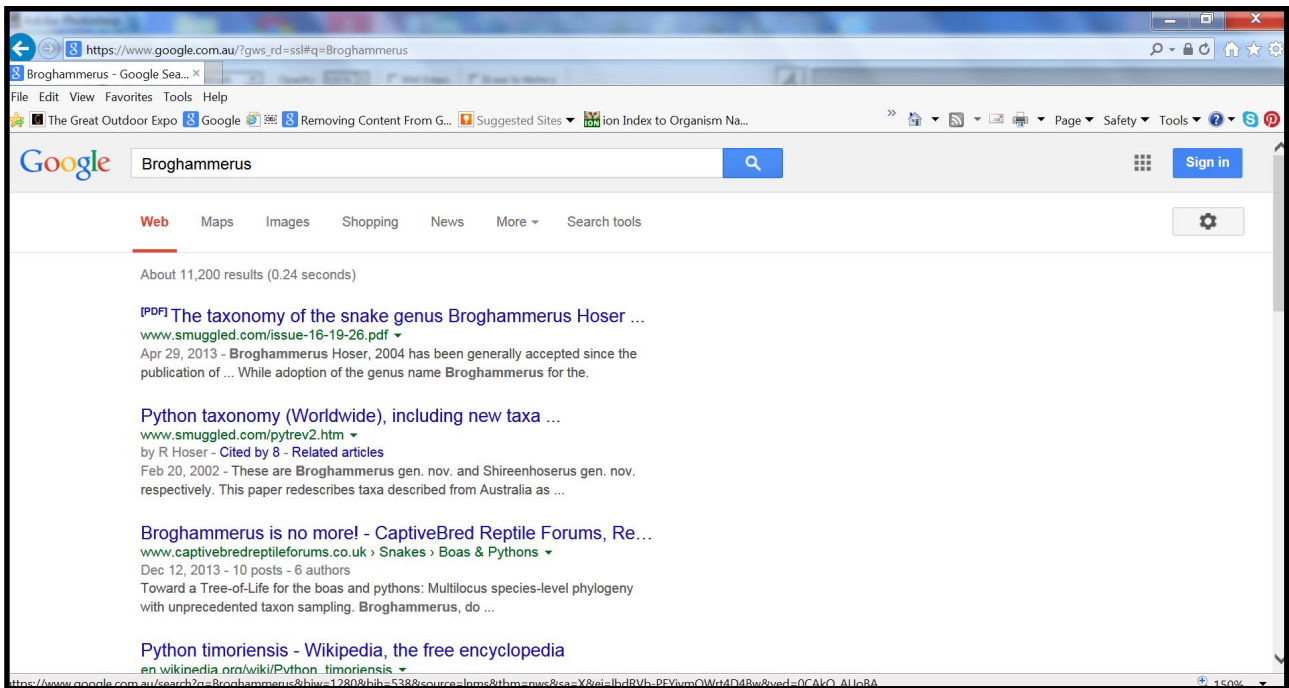 https://www.google.com.au/?gws_rd=ssl#q=Broghammerus
Broghammerus - Google Sea... ×
File Edit View Favorites Tools Help
The Great Outdoor Expo Google Removing Content From G... Suggested Sites ion Index to Organism Na... » Page Safety Tools
Google Broghammerus Sign in
Web Maps Images Shopping News More Search tools
About 11,200 results (0.24 seconds)
[PDF] The taxonomy of the snake genus Broghammerus Hoser ...
www.smuggled.com/issue-16-19-26.pdf
Apr 29, 2013 - Broghammerus Hoser, 2004 has been generally accepted since the
publication of ... While adoption of the genus name Broghammerus for the.
Python taxonomy (Worldwide), including new taxa ...
www.smuggled.com/pytrev2.htm
by R Hoser - Cited by 8 - Related articles
Feb 20, 2002 - These are Broghammerus gen. nov. and Shireenhoserus gen. nov.
respectively. This paper redescribes taxa described from Australia as ...
Broghammerus is no more! - CaptiveBred Reptile Forums, Re...
www.captivebredreptileforums.co.uk › Snakes › Boas & Pythons
Dec 12, 2013 - 10 posts - 6 authors
Toward a Tree-of-Life for the boas and pythons: Multilocus species-level phylogeny
with unprecedented taxon sampling. Broghammerus, do ...
Python timoriensis - Wikipedia, the free encyclopedia
en.wikipedia.org/wiki/Python_timoriensis
150%